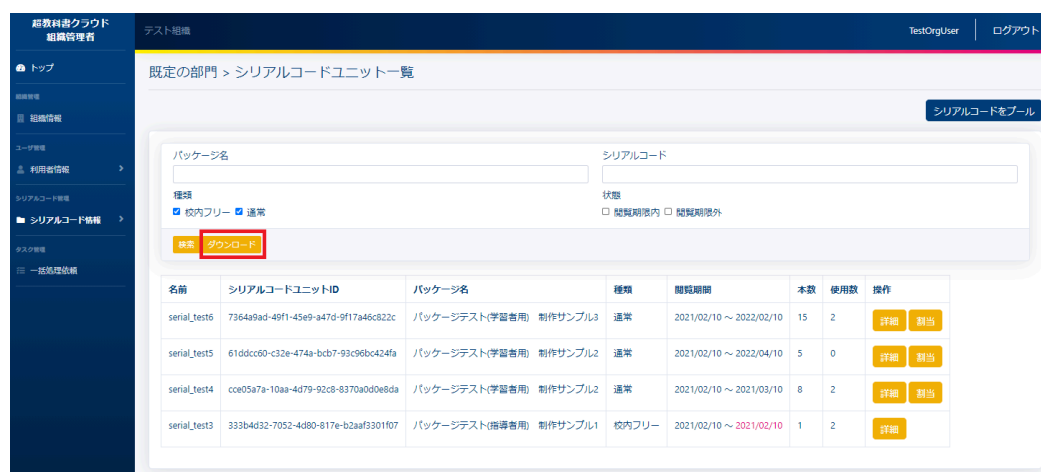 超教科書クラウド
組織管理者
テスト組織
TestOrgUser
ログアウト
トップ
組織管理
組織情報
ユーザ管理
利用者情報
シリアルコード管理
シリアルコード情報
タスク管理
一括処理依頼
既定の部門 > シリアルコードユニット一覧
シリアルコードをプール
パッケージ名
シリアルコード
種類
状態
校内フリー 通常
閲覧期限内 閲覧期限外
検索 ダウンロード
名前 シリアルコードユニットID パッケージ名 種類 閲覧期間 本数 使用数 操作
serial_test6 7364a9ad-49f1-45e9-a47d-9f17a46c822c パッケージテスト(学習者用) 制作サンプル3 通常 2021/02/10 ~ 2022/02/10 15 2 詳細 割当
serial_test5 61ddcc60-c32e-474a-bcb7-93c96bc424fa パッケージテスト(学習者用) 制作サンプル2 通常 2021/02/10 ~ 2022/04/10 5 0 詳細 割当
serial_test4 cce05a7a-10aa-4d79-92c8-8370a0d0e8da パッケージテスト(学習者用) 制作サンプル2 通常 2021/02/10 ~ 2021/03/10 8 2 詳細 割当
serial_test3 333b4d32-7052-4d80-817e-b2aaf3301f07 パッケージテスト(指導者用) 制作サンプル1 校内フリー 2021/02/10 ~ 2021/02/10 1 2 詳細